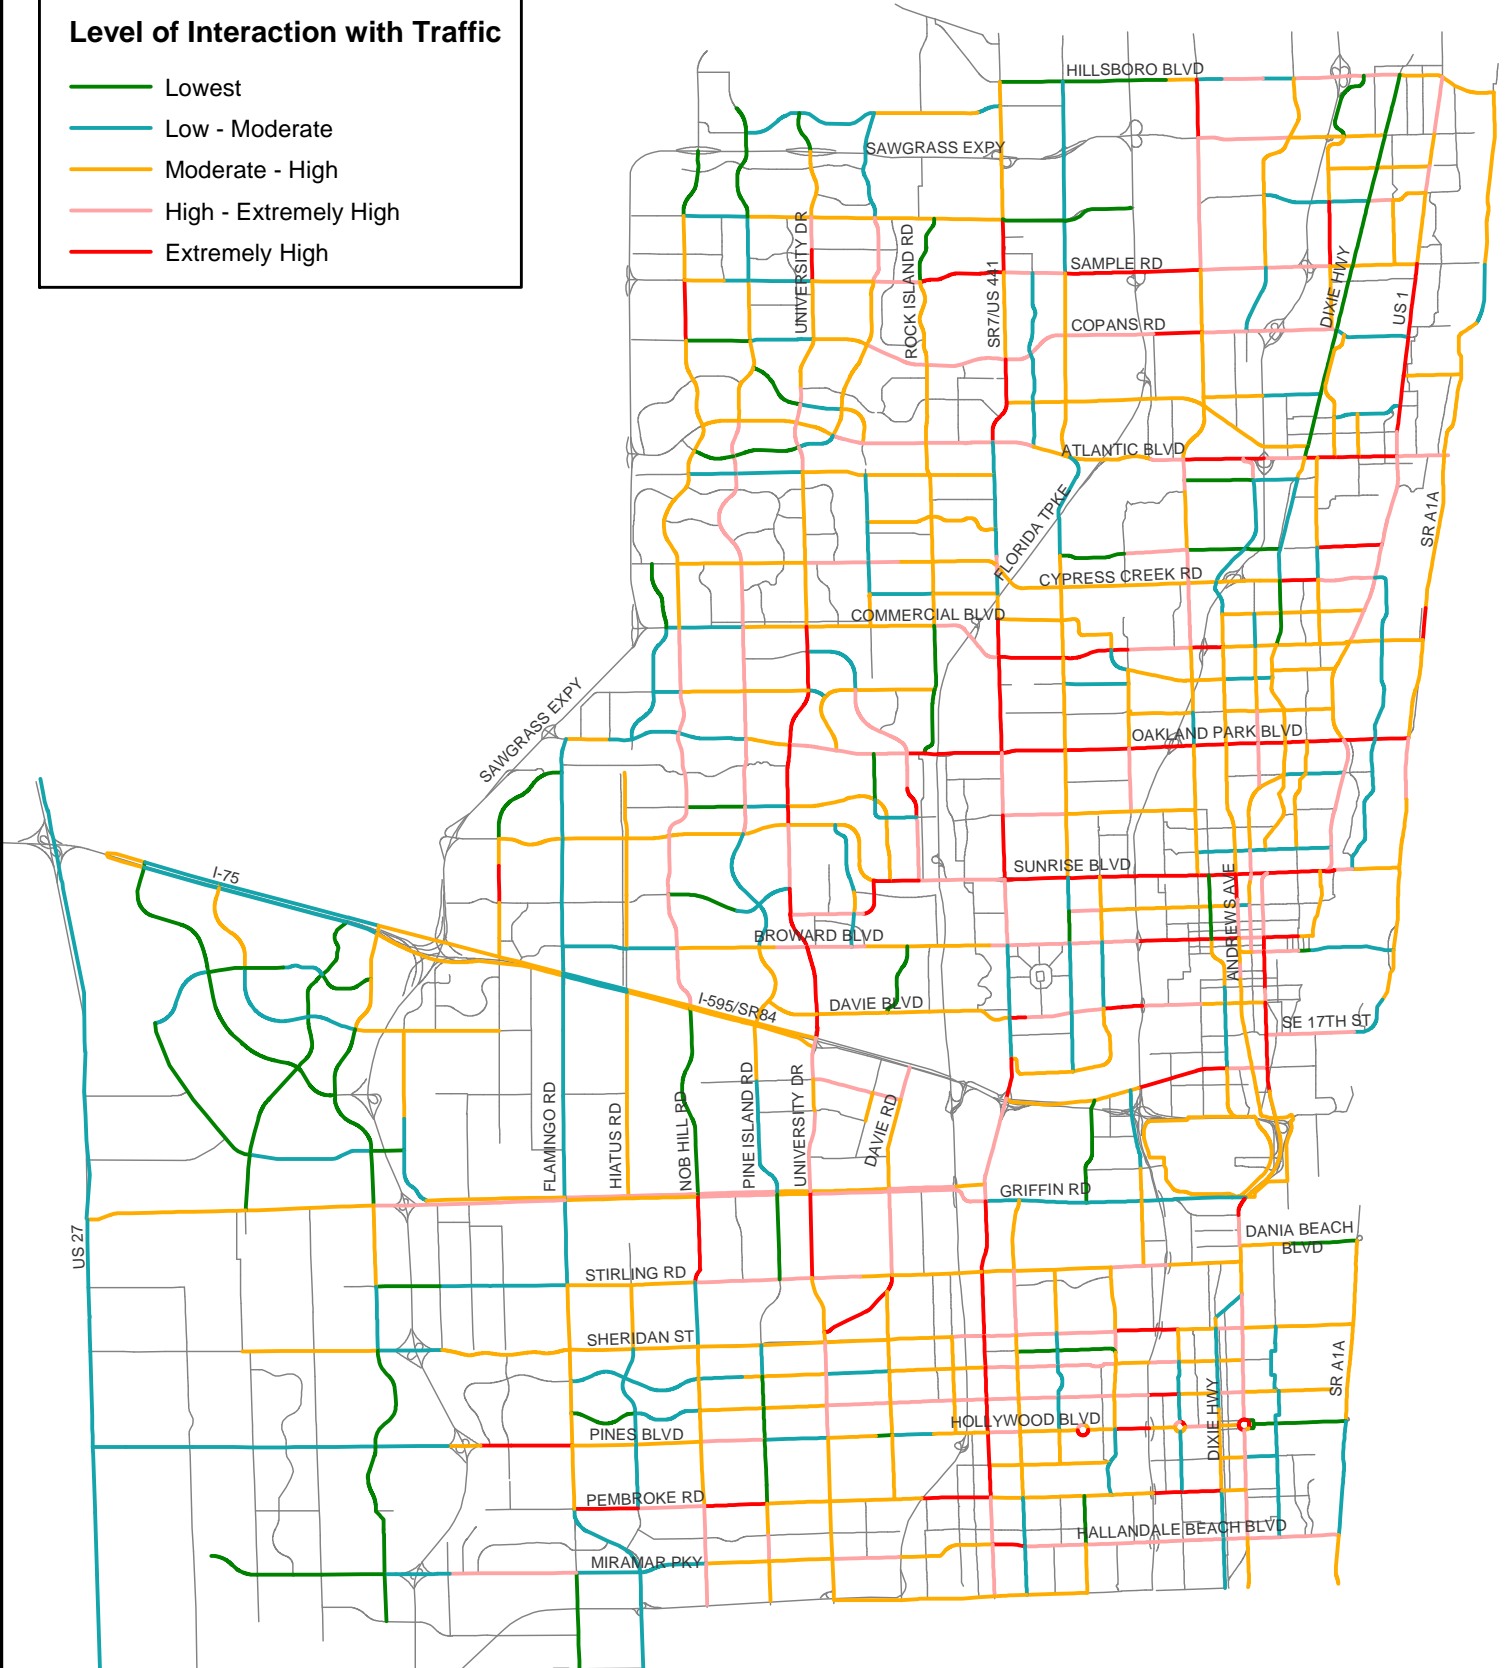 Level of Interaction with Traffic
Lowest
Low - Moderate
Moderate - High
High - Extremely High
Extremely High
HILLSBORO BLVD
SAWGRASS EXPY
UNIVERSITY DR
ROCK ISLAND RD
SR7/US 441
SAMPLE RD
DIXIE HWY
US 1
COPANS RD
ATLANTIC BLVD
FLORIDA TPKE
SR A1A
CYPRESS CREEK RD
COMMERCIAL BLVD
SAWGRASS EXPY
OAKLAND PARK BLVD
I-75
SUNRISE BLVD
ANDREWS AVE
BROWARD BLVD
I-595/SR84
DAVIE BLVD
SE 17TH ST
FLAMINGO RD
HIATUS RD
NOB HILL RD
PINE ISLAND RD
UNIVERSITY DR
DAVIE RD
GRIFFIN RD
US 27
DANIA BEACH
BLVD
STIRLING RD
SHERIDAN ST
SR A1A
DIXIE HWY
HOLLYWOOD BLVD
PINES BLVD
PEMBROKE RD
HALLANDALE BEACH BLVD
MIRAMAR PKY